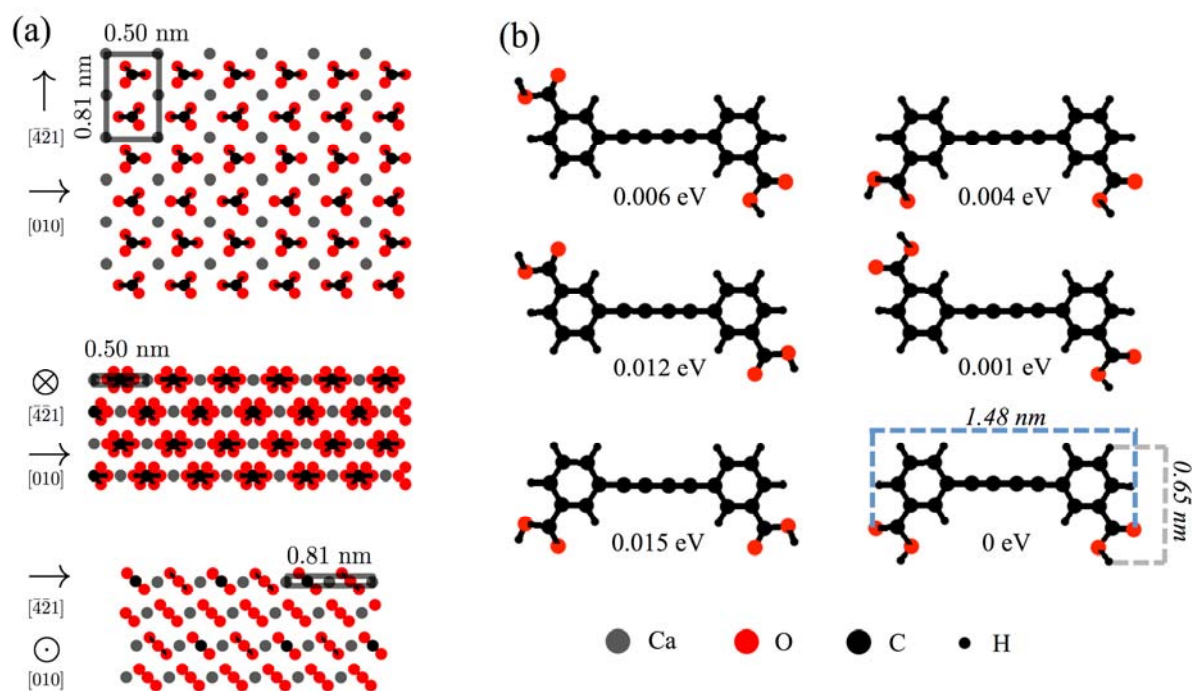 (a)
0.50 nm
0.81 nm
[4̄2̄1]
[010]
0.50 nm
[4̄2̄1]
[010]
0.81 nm
[4̄2̄1]
[010]
(b)
0.006 eV
0.004 eV
0.012 eV
0.001 eV
0.015 eV
1.48 nm
0.65 nm
0 eV
Ca O C H